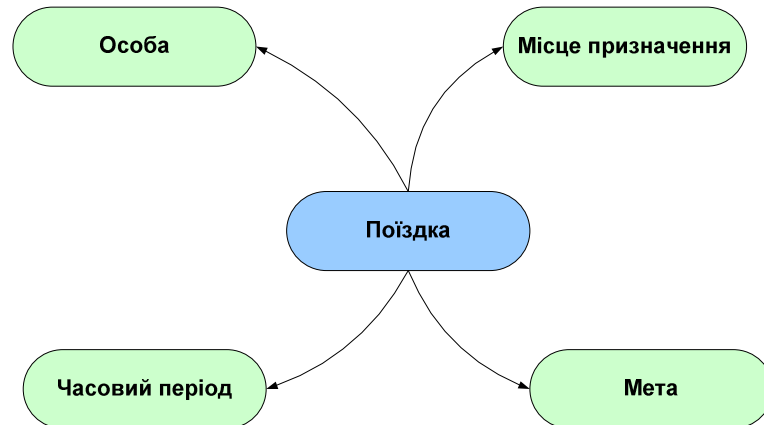 Особа
Місце призначення
Поїздка
Часовий період
Мета